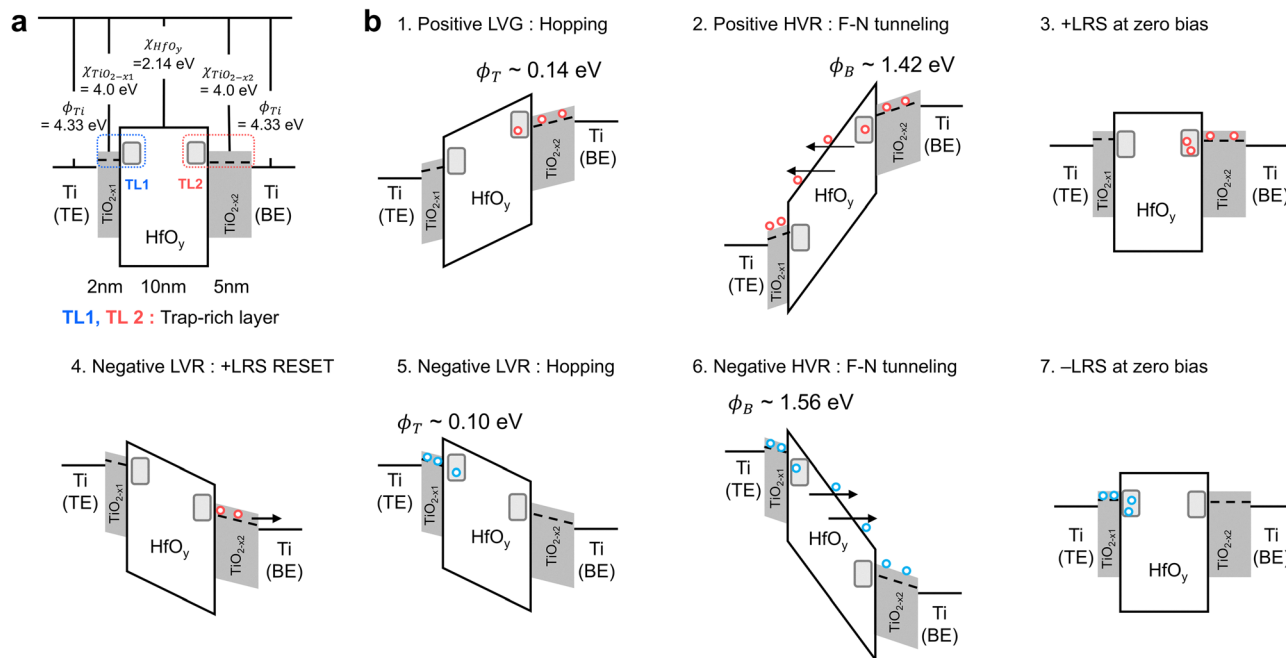 a
χHfOy
=2.14 eV
χTiO2−x1
= 4.0 eV
χTiO2−x2
= 4.0 eV
ϕTi
= 4.33 eV
ϕTi
= 4.33 eV
TL1
TL2
Ti
(TE)
TiO2-x1
HfOy
TiO2-x2
Ti
(BE)
2nm 10nm 5nm
TL1, TL 2 : Trap-rich layer
b
1. Positive LVG : Hopping
ϕT ~ 0.14 eV
Ti
(TE)
TiO2-x1
HfOy
TiO2-x2
Ti
(BE)
2. Positive HVR : F-N tunneling
ϕB ~ 1.42 eV
Ti
(TE)
TiO2-x1
HfOy
TiO2-x2
Ti
(BE)
3. +LRS at zero bias
Ti
(TE)
TiO2-x1
HfOy
TiO2-x2
Ti
(BE)
4. Negative LVR : +LRS RESET
Ti
(TE)
TiO2-x1
HfOy
TiO2-x2
Ti
(BE)
5. Negative LVR : Hopping
ϕT ~ 0.10 eV
Ti
(TE)
TiO2-x1
HfOy
TiO2-x2
Ti
(BE)
6. Negative HVR : F-N tunneling
ϕB ~ 1.56 eV
Ti
(TE)
TiO2-x1
HfOy
TiO2-x2
Ti
(BE)
7. –LRS at zero bias
Ti
(TE)
TiO2-x1
HfOy
TiO2-x2
Ti
(BE)